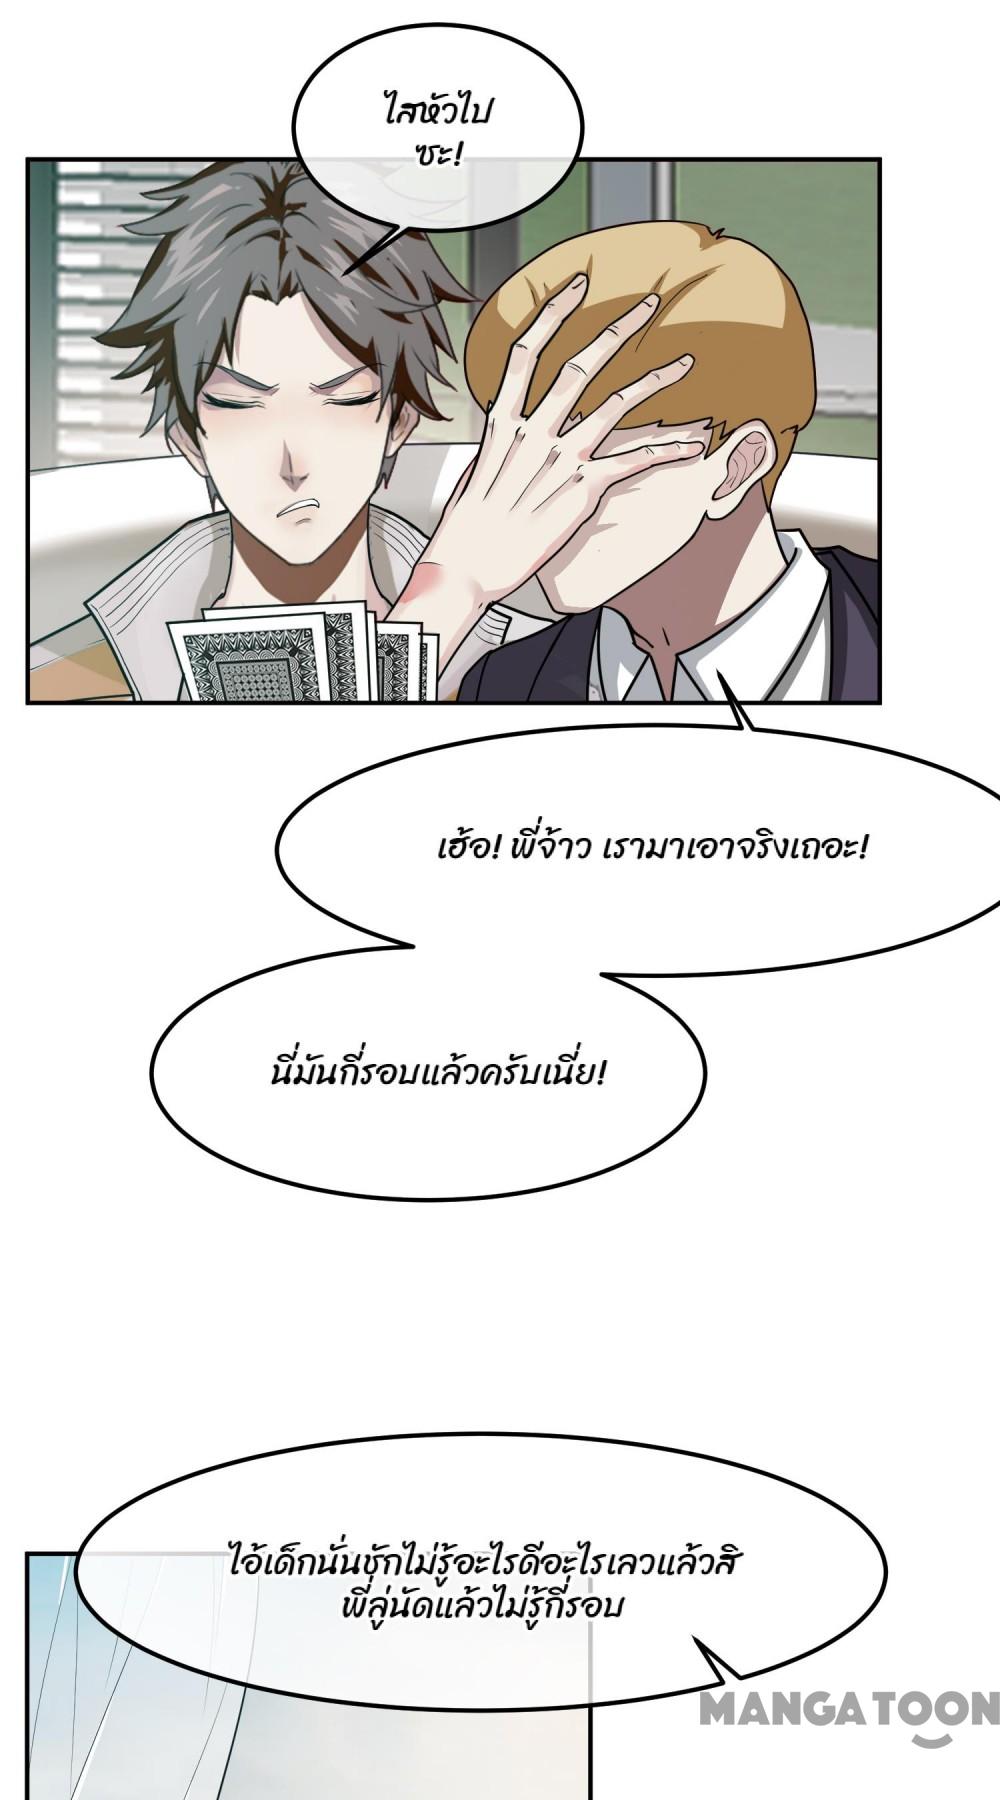 ไสหัวไป
ซะ!
เฮ้อ! พี่จ้าว เรามาเอาจริงเถอะ!
นี่มันกี่รอบแล้วครับเนี่ย!
ไอ้เด็กนั่นชักไม่รู้อะไรดีอะไรเลวแล้วสิ
พี่ลู่นัดแล้วไม่รู้กี่รอบ
MANGATOON